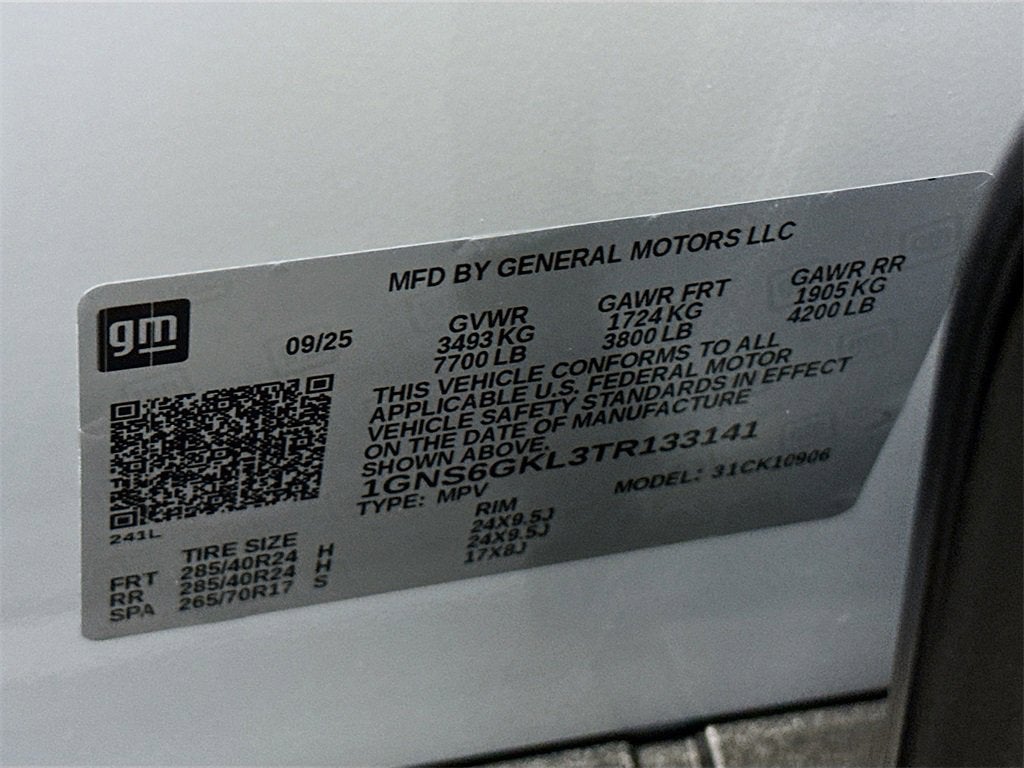 MFD BY GENERAL MOTORS LLC
gm
09/25
GVWR
3493 KG
7700 LB
GAWR FRT
1724 KG
3800 LB
GAWR RR
1905 KG
4200 LB
THIS VEHICLE CONFORMS TO ALL
APPLICABLE U.S. FEDERAL MOTOR
VEHICLE SAFETY STANDARDS IN EFFECT
ON THE DATE OF MANUFACTURE
SHOWN ABOVE.
1GNS6GKL3TR133141
TYPE: MPV
MODEL: 31CK10906
241L
TIRE SIZE RIM
FRT 285/40R24 H 24X9.5J
RR 285/40R24 H 24X9.5J
SPA 265/70R17 S 17X8J